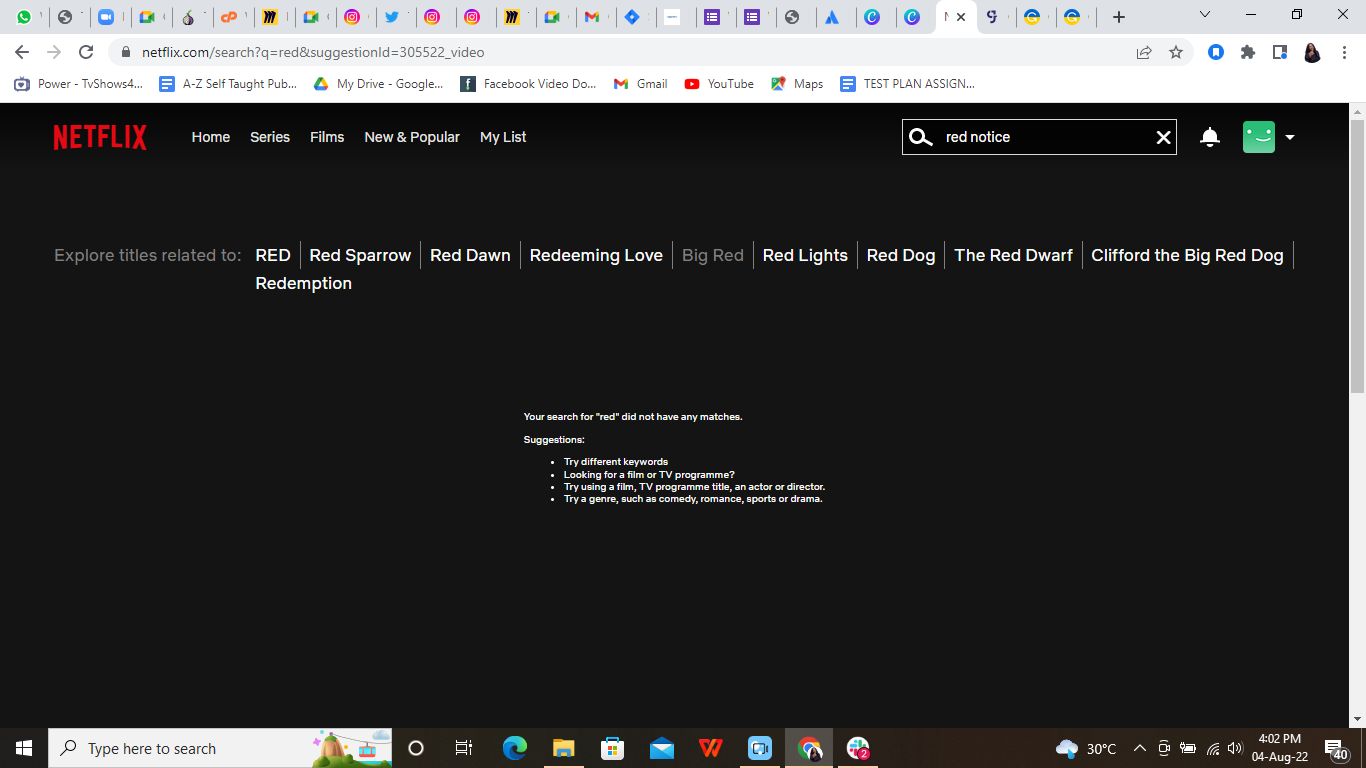 netflix.com/search?q=red&suggestionId=305522_video
Power - TvShows4...
A-Z Self Taught Pub...
My Drive - Google...
Facebook Video Do...
Gmail
YouTube
Maps
TEST PLAN ASSIGN...
NETFLIX
Home
Series
Films
New & Popular
My List
red notice
Explore titles related to:
RED
Red Sparrow
Red Dawn
Redeeming Love
Big Red
Red Lights
Red Dog
The Red Dwarf
Clifford the Big Red Dog
Redemption
Your search for "red" did not have any matches.
Suggestions:
• Try different keywords
• Looking for a film or TV programme?
• Try using a film, TV programme title, an actor or director.
• Try a genre, such as comedy, romance, sports or drama.
Type here to search
2
30°C
4:02 PM
04-Aug-22
40